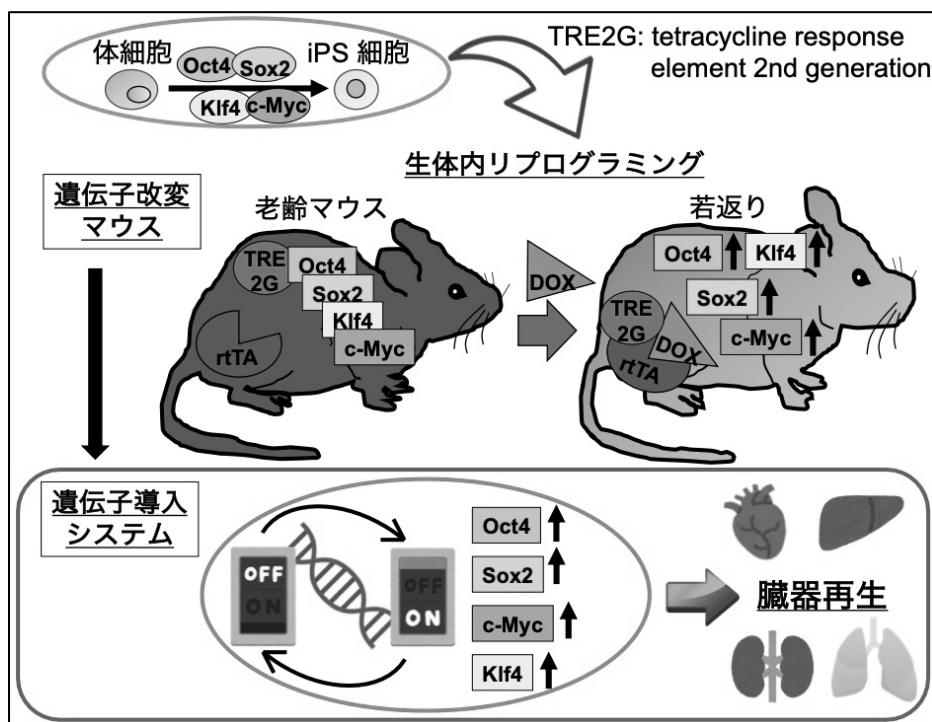 体細胞
Oct4
Sox2
iPS 細胞
Klf4
c-Myc
TRE2G: tetracycline response
element 2nd generation
生体内リプログラミング
遺伝子改変
マウス
老齢マウス
若返り
TRE
2G
Oct4
Sox2
Klf4
c-Myc
rtTA
DOX
Oct4
Klf4
Sox2
c-Myc
TRE
2G
DOX
rtTA
遺伝子導入
システム
OFF
ON
OFF
ON
Oct4
Sox2
c-Myc
Klf4
臓器再生